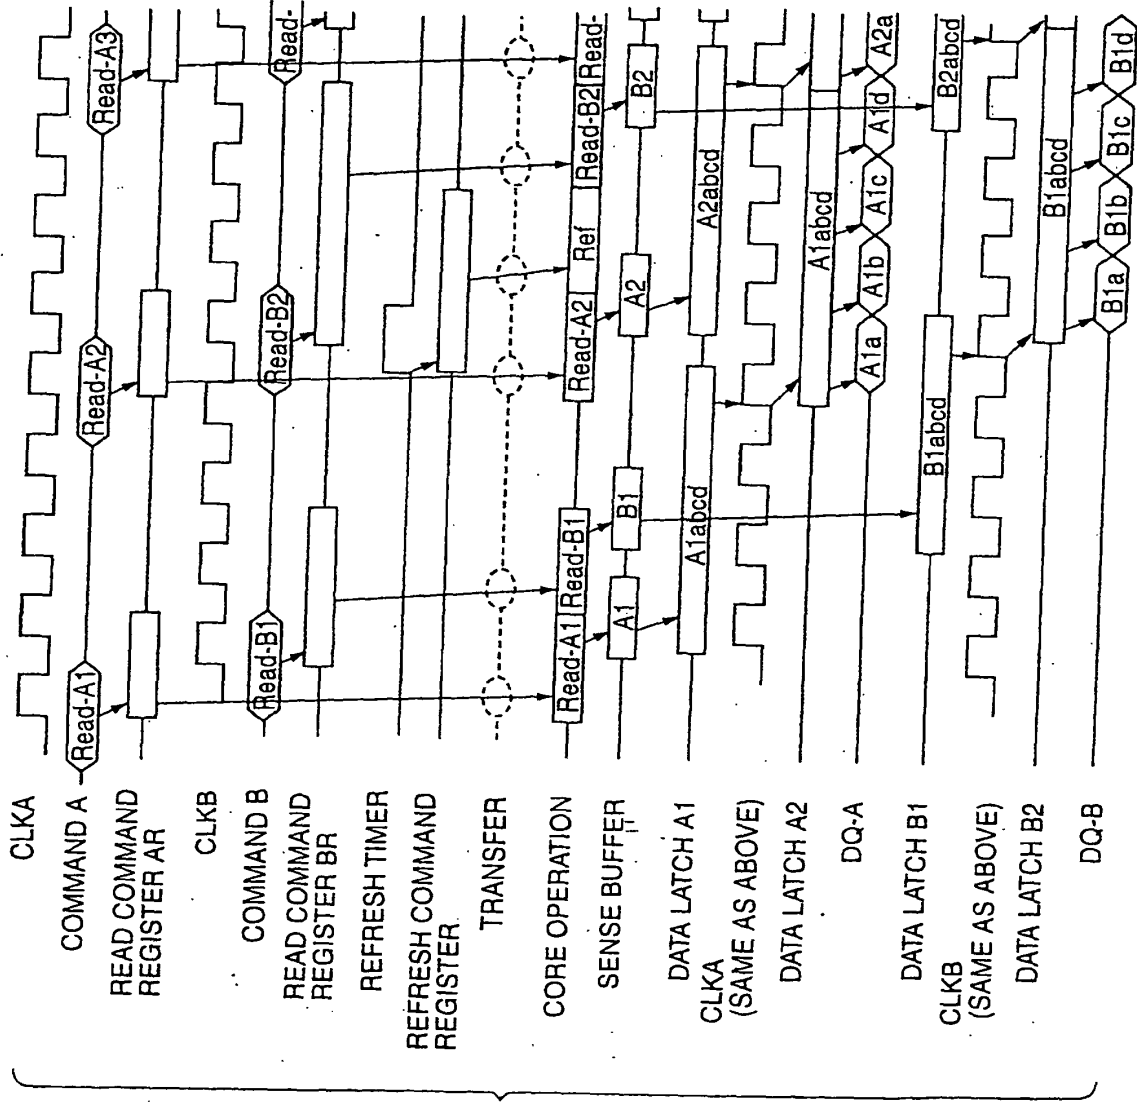 CLKA
COMMAND A
Read-A1
Read-A2
Read-A3
READ COMMAND
REGISTER AR
CLKB
COMMAND B
Read-B1
Read-B2
Read-
READ COMMAND
REGISTER BR
REFRESH TIMER
REFRESH COMMAND
REGISTER
TRANSFER
CORE OPERATION
Read-A1
Read-B1
Read-A2
Ref
Read-B2
Read-
SENSE BUFFER
A1
B1
A2
B2
DATA LATCH A1
A1abcd
A2abcd
CLKA
(SAME AS ABOVE)
DATA LATCH A2
A1abcd
DQ-A
A1a
A1b
A1c
A1d
A2a
DATA LATCH B1
B1abcd
B2abcd
CLKB
(SAME AS ABOVE)
DATA LATCH B2
B1abcd
DQ-B
B1a
B1b
B1c
B1d